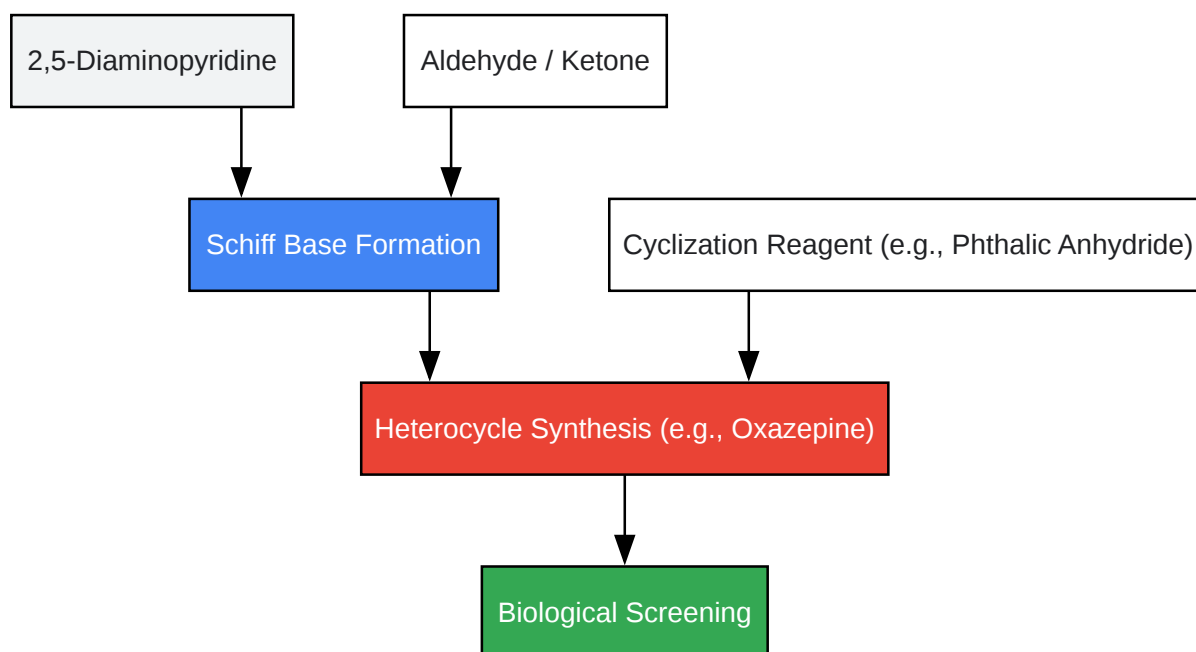 2,5-Diaminopyridine
Aldehyde / Ketone
Schiff Base Formation
Cyclization Reagent (e.g., Phthalic Anhydride)
Heterocycle Synthesis (e.g., Oxazepine)
Biological Screening